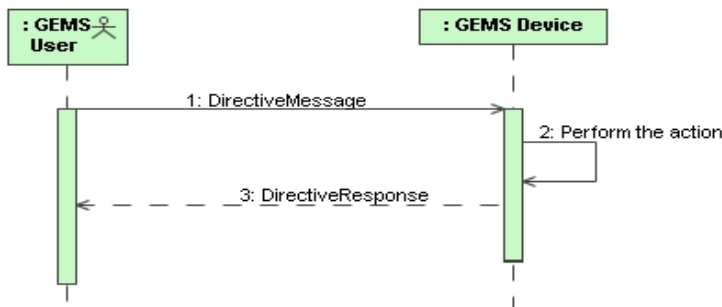 : GEMS
User
: GEMS Device
1: DirectiveMessage
2: Perform the action
3: DirectiveResponse